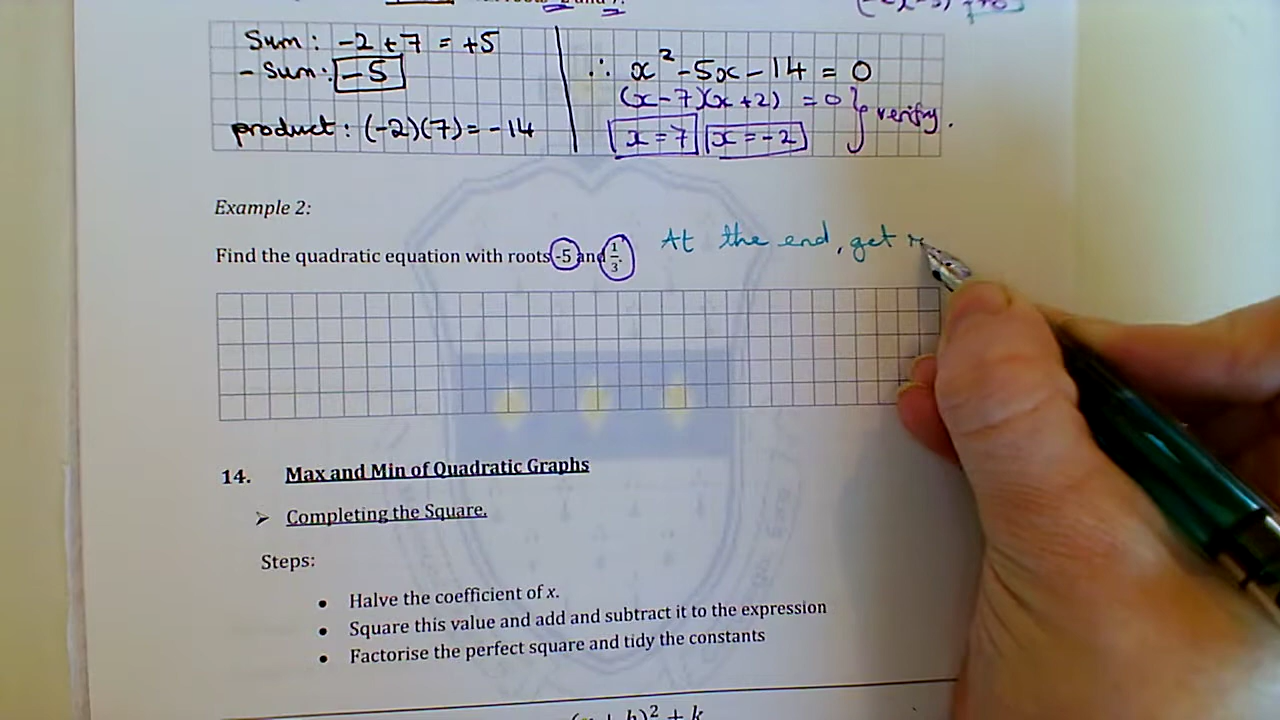 Sum: -2 + 7 = +5
- Sum: -5
product: (-2)(7) = -14
∴ x² - 5x - 14 = 0
(x - 7)(x + 2) = 0 } verify.
x = 7 x = -2
Example 2:
Find the quadratic equation with roots -5 and 1/3. At the end, get
14. Max and Min of Quadratic Graphs
➢ Completing the Square.
Steps:
• Halve the coefficient of x.
• Square this value and add and subtract it to the expression
• Factorise the perfect square and tidy the constants